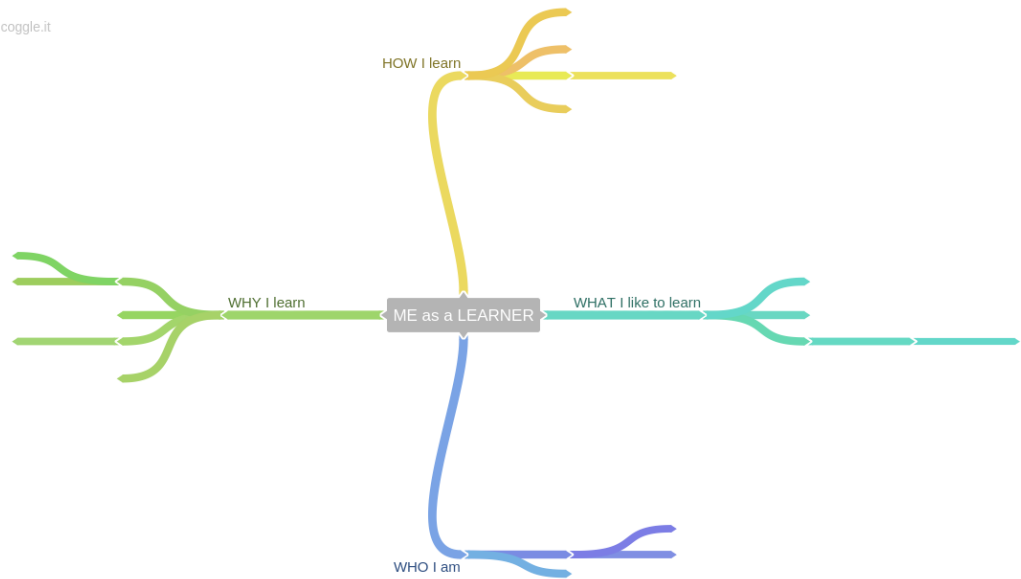 coggle.it
HOW I learn
WHY I learn
ME as a LEARNER
WHAT I like to learn
WHO I am